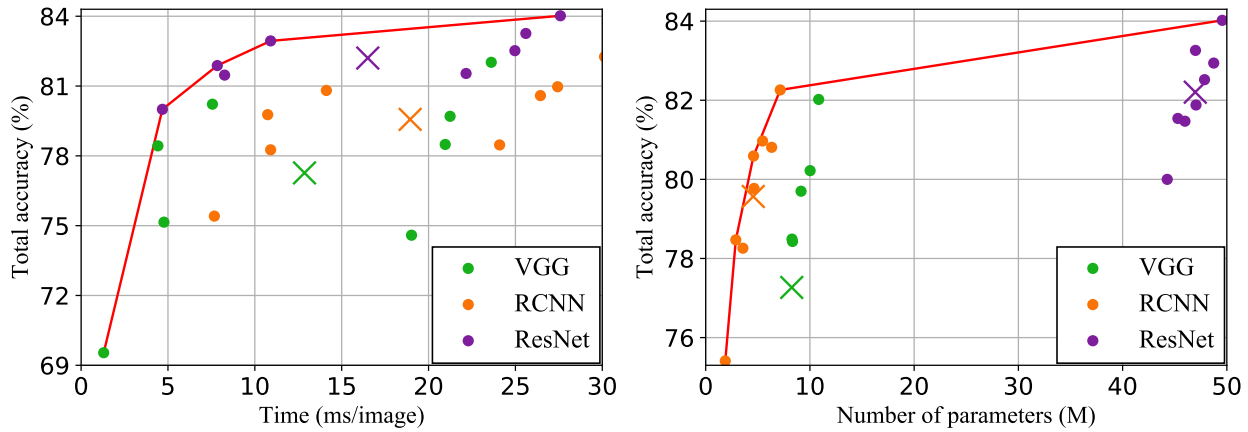 84
81
78
75
72
69
Total accuracy (%)
0
5
10
15
20
25
30
Time (ms/image)
VGG
RCNN
ResNet
84
82
80
78
76
Total accuracy (%)
0
10
20
30
40
50
Number of parameters (M)
VGG
RCNN
ResNet